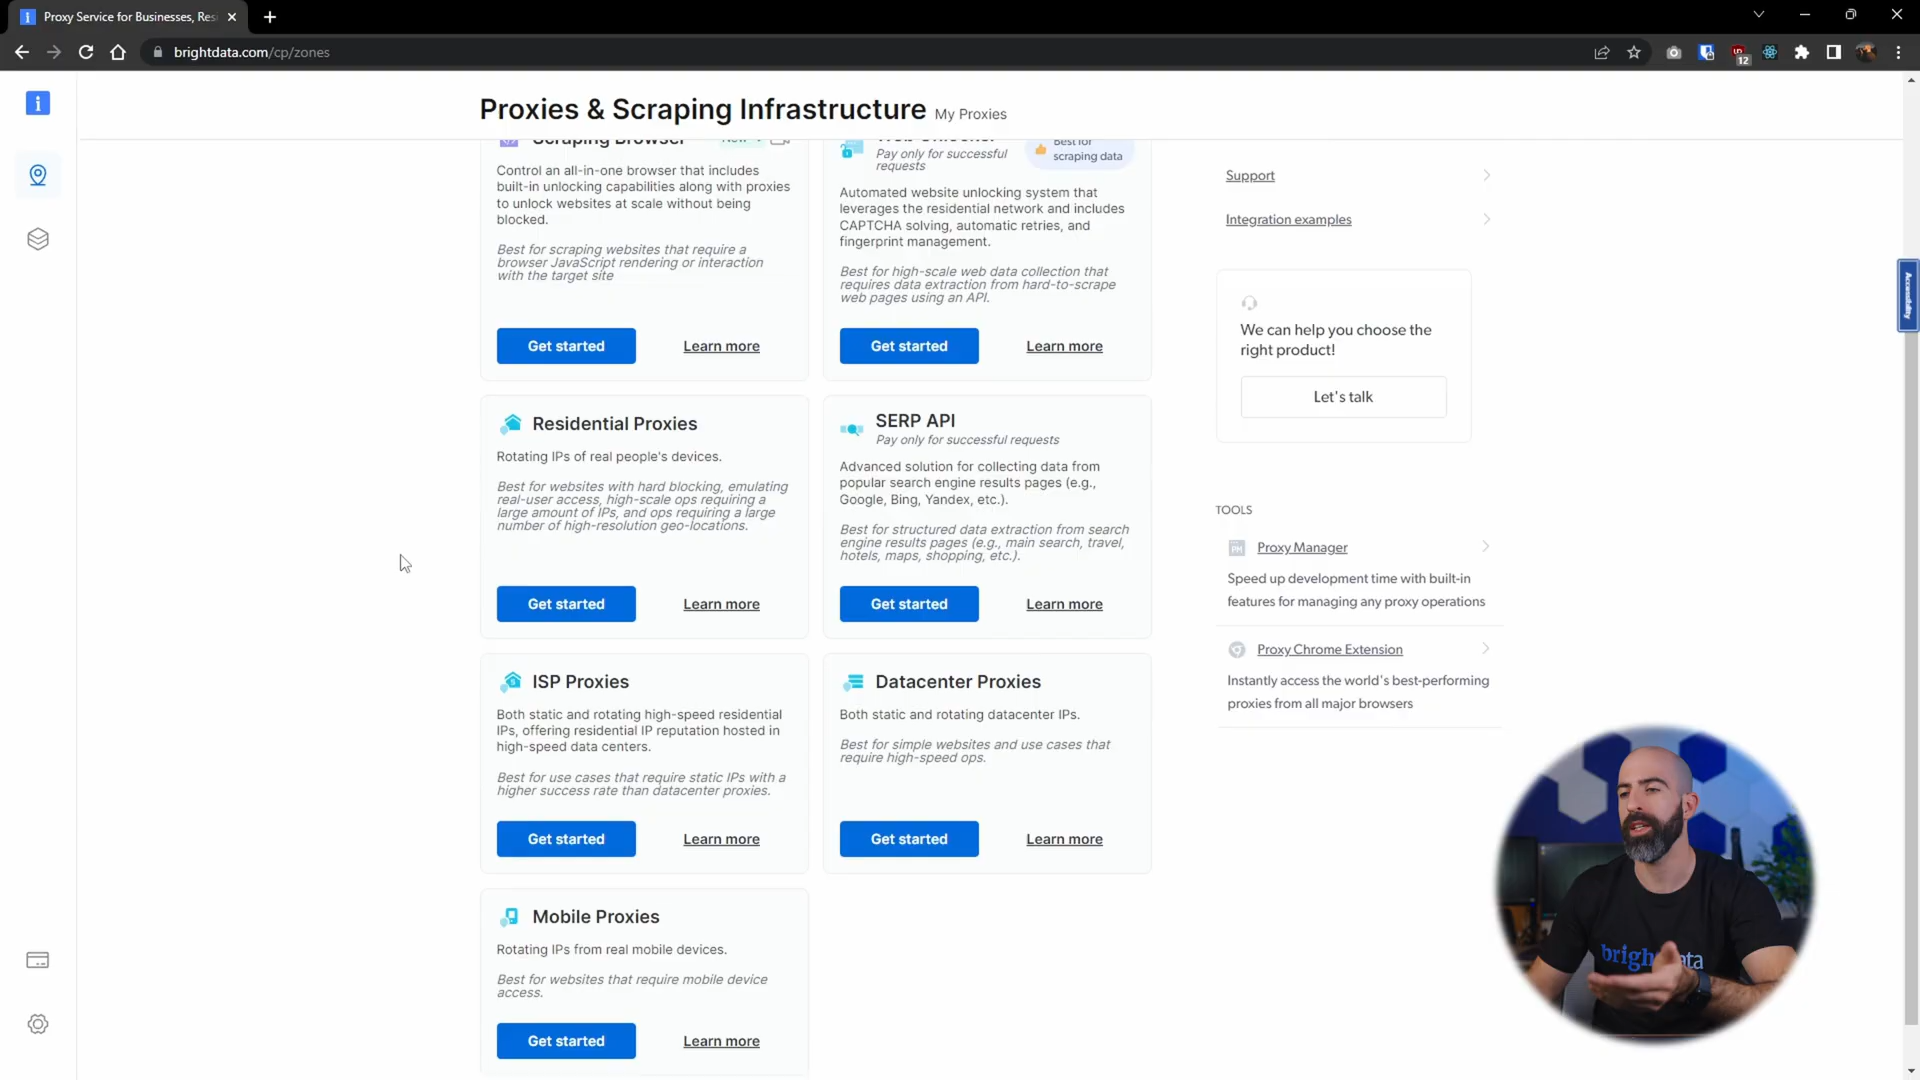 Proxy Service for Businesses, Resi
brightdata.com/cp/zones
12
Proxies & Scraping Infrastructure My Proxies
Scraping Browser
New
Control an all-in-one browser that includes
built-in unlocking capabilities along with proxies
to unlock websites at scale without being
blocked.
Best for scraping websites that require a
browser JavaScript rendering or interaction
with the target site
Get started
Learn more
Web Unlocker
Pay only for successful
requests
Best for
scraping data
Automated website unlocking system that
leverages the residential network and includes
CAPTCHA solving, automatic retries, and
fingerprint management.
Best for high-scale web data collection that
requires data extraction from hard-to-scrape
web pages using an API.
Get started
Learn more
Residential Proxies
Rotating IPs of real people's devices.
Best for websites with hard blocking, emulating
real-user access, high-scale ops requiring a
large amount of IPs, and ops requiring a large
number of high-resolution geo-locations.
Get started
Learn more
SERP API
Pay only for successful requests
Advanced solution for collecting data from
popular search engine results pages (e.g.,
Google, Bing, Yandex, etc.).
Best for structured data extraction from search
engine results pages (e.g., main search, travel,
hotels, maps, shopping, etc.).
Get started
Learn more
ISP Proxies
Both static and rotating high-speed residential
IPs, offering residential IP reputation hosted in
high-speed data centers.
Best for use cases that require static IPs with a
higher success rate than datacenter proxies.
Get started
Learn more
Datacenter Proxies
Both static and rotating datacenter IPs.
Best for simple websites and use cases that
require high-speed ops.
Get started
Learn more
Mobile Proxies
Rotating IPs from real mobile devices.
Best for websites that require mobile device
access.
Get started
Learn more
Support
Integration examples
We can help you choose the
right product!
Let's talk
TOOLS
PM
Proxy Manager
Speed up development time with built-in
features for managing any proxy operations
Proxy Chrome Extension
Instantly access the world's best-performing
proxies from all major browsers
Accessibility
bright data